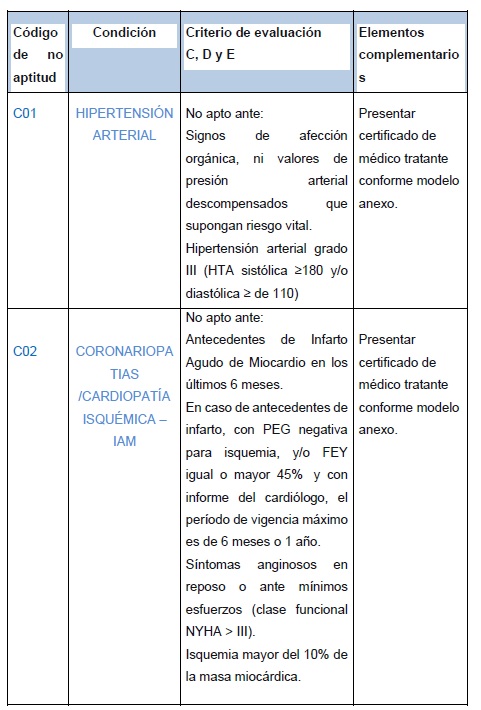 Código
de no
aptitud
Condición
Criterio de evaluación
C, D y E
Elementos
complementario
s
C01
HIPERTENSIÓN
ARTERIAL
No apto ante:
Signos de afección
orgánica, ni valores de
presión arterial
descompensados que
supongan riesgo vital.
Hipertensión arterial grado
III (HTA sistólica ≥180 y/o
diastólica ≥ de 110)
Presentar
certificado de
médico tratante
conforme modelo
anexo.
C02
CORONARIOPA
TIAS
/CARDIOPATÍA
ISQUÉMICA –
IAM
No apto ante:
Antecedentes de Infarto
Agudo de Miocardio en los
últimos 6 meses.
En caso de antecedentes de
infarto, con PEG negativa
para isquemia, y/o FEY
igual o mayor 45% y con
informe del cardiólogo, el
período de vigencia máximo
es de 6 meses o 1 año.
Síntomas anginosos en
reposo o ante mínimos
esfuerzos (clase funcional
NYHA > III).
Isquemia mayor del 10% de
la masa miocárdica.
Presentar
certificado de
médico tratante
conforme modelo
anexo.